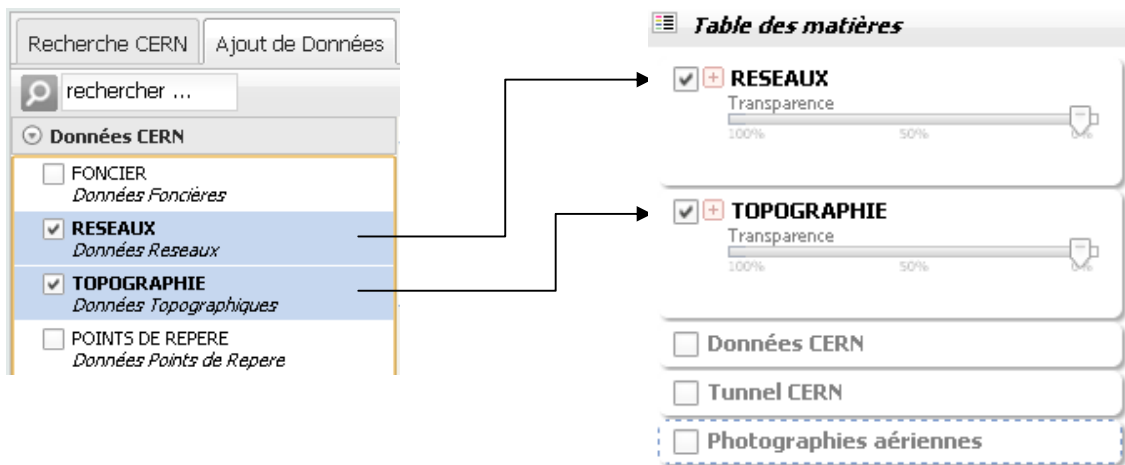 Recherche CERN
Ajout de Données
rechercher ...
Données CERN
FONCIER
Données Foncières
RESEAUX
Données Reseaux
TOPOGRAPHIE
Données Topographiques
POINTS DE REPERE
Données Points de Repere
Table des matières
RESEAUX
Transparence
100% 50% 0%
TOPOGRAPHIE
Transparence
100% 50% 0%
Données CERN
Tunnel CERN
Photographies aériennes